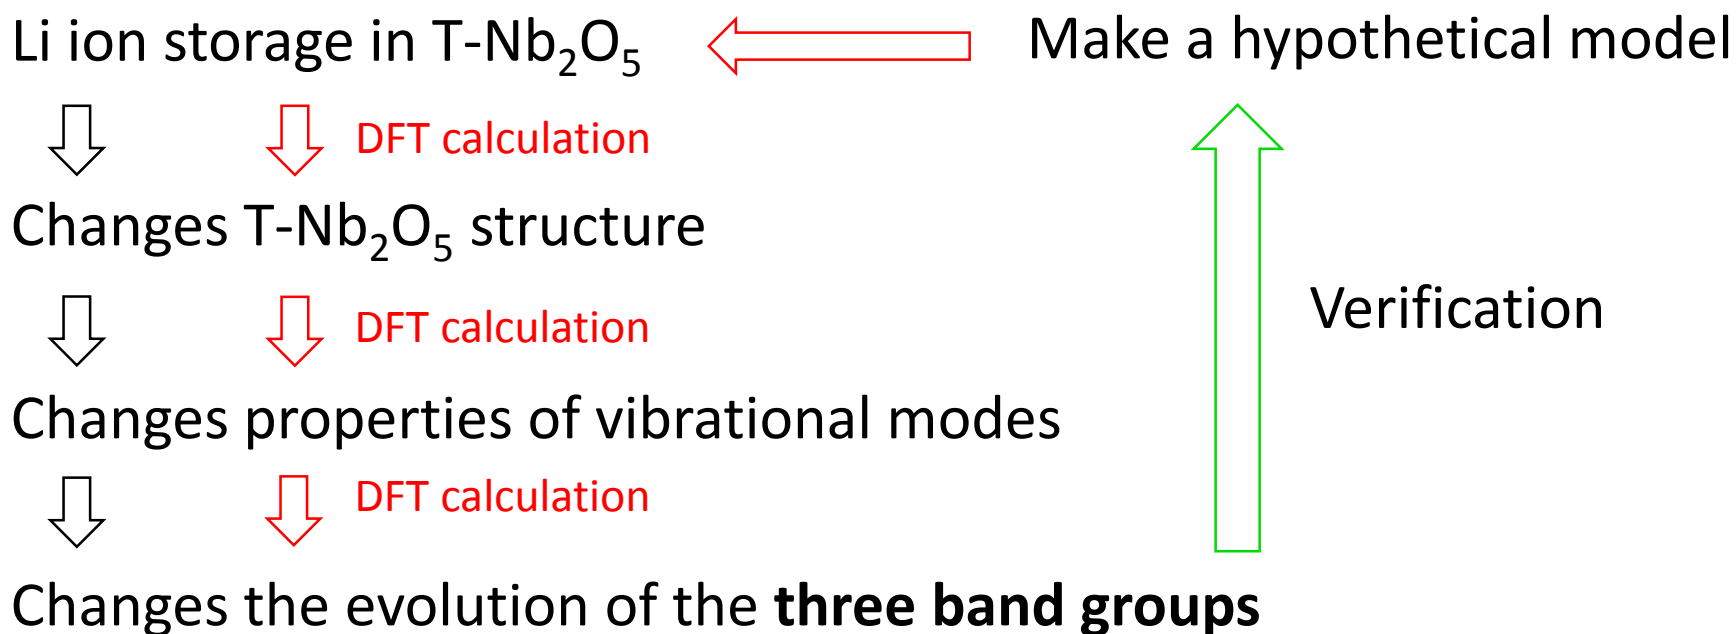 Li ion storage in T-Nb₂O₅
Make a hypothetical model
DFT calculation
Changes T-Nb₂O₅ structure
DFT calculation
Verification
Changes properties of vibrational modes
DFT calculation
Changes the evolution of the three band groups